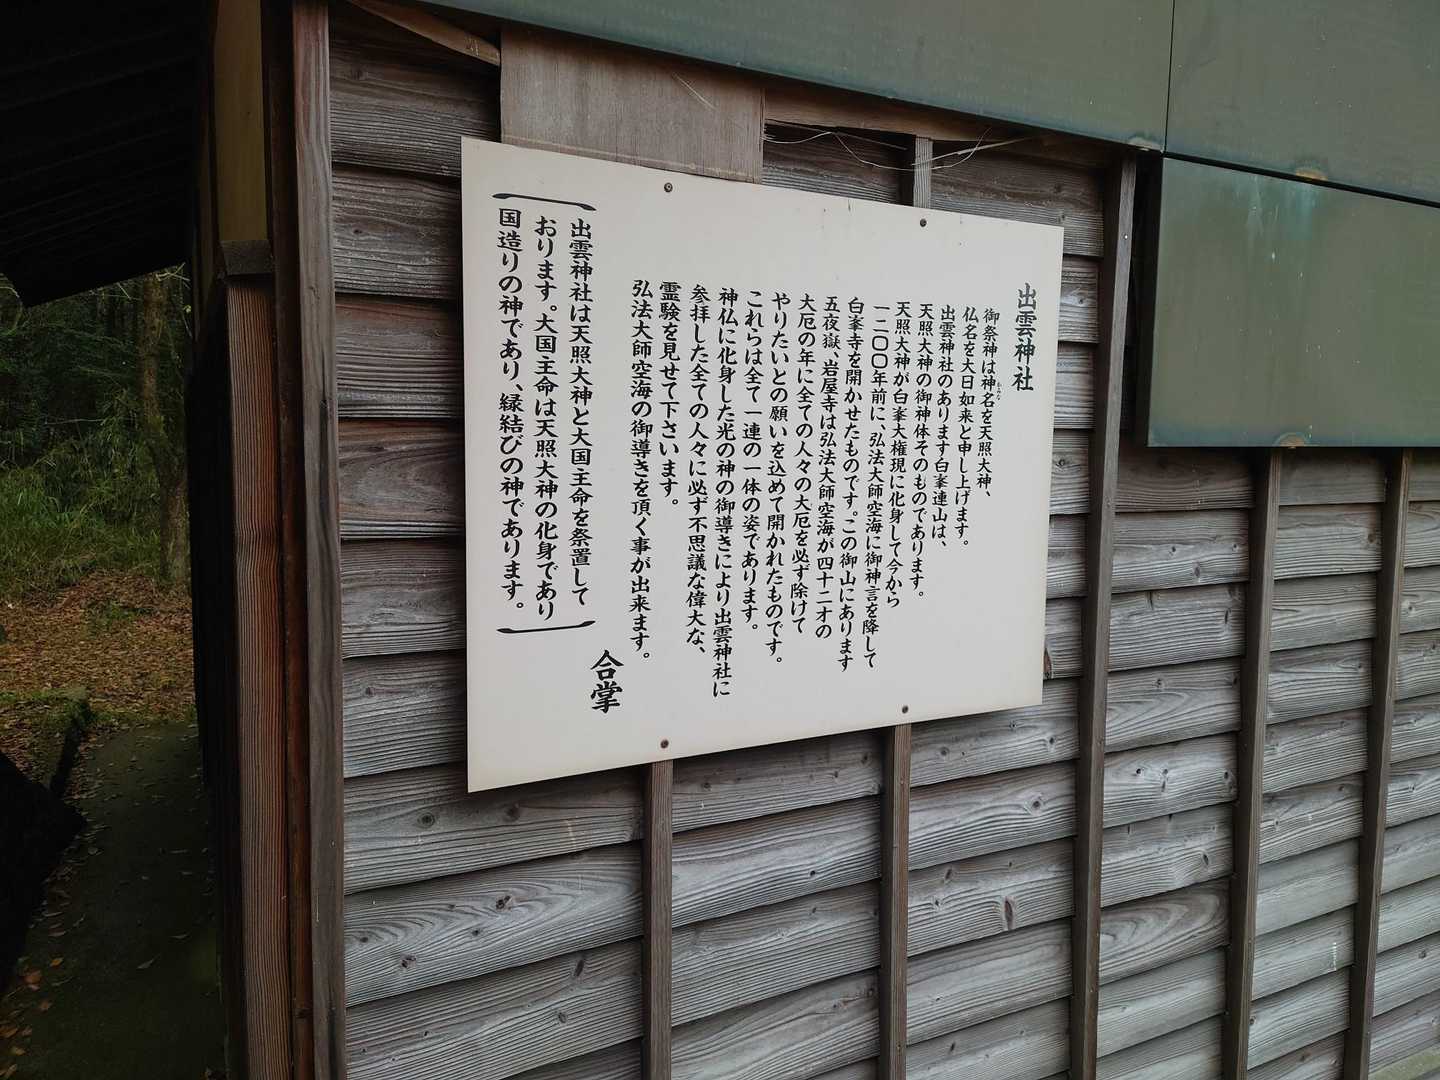 出雲神社
御祭神は神名を天照大神、
仏名を大日如来と申し上げます。
出雲神社のあります白峯連山は、
天照大神の御神体そのものであります。
天照大神が白峯大権現に化身して今から
一二〇〇年前に、弘法大師空海に御神言を降して
白峯寺を開かせたものです。この御山にあります
五夜嶽、岩屋寺は弘法大師空海が四十二才の
大厄の年に全ての人々の大厄を必ず除けて
やりたいとの願いを込めて開かれたものです。
これらは全て一連の一体の姿であります。
神仏に化身した光の神の御導きにより出雲神社に
参拝した全ての人々に必ず不思議な偉大な、
霊験を見せて下さいます。
弘法大師空海の御導きを頂く事が出来ます。
合掌
出雲神社は天照大神と大国主命を祭置して
おります。大国主命は天照大神の化身であり
国造りの神であり、縁結びの神であります。